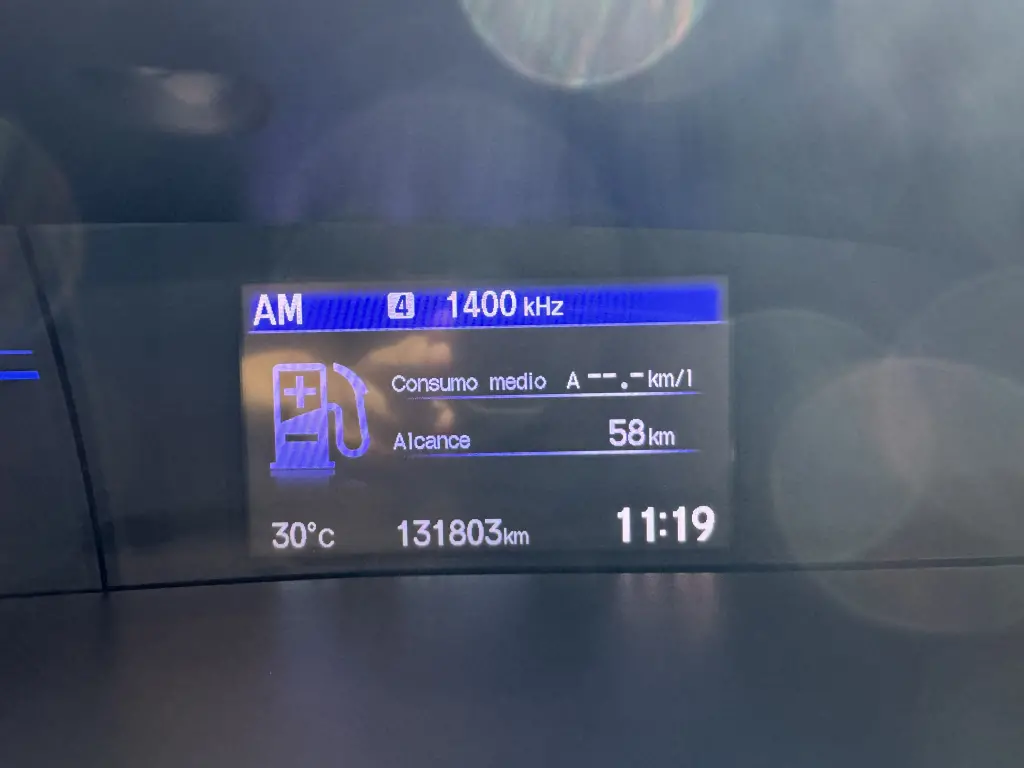 AM 4 1400 kHz
Consumo medio A --.- km/l
Alcance 58 km
30°C 131803 km 11:19